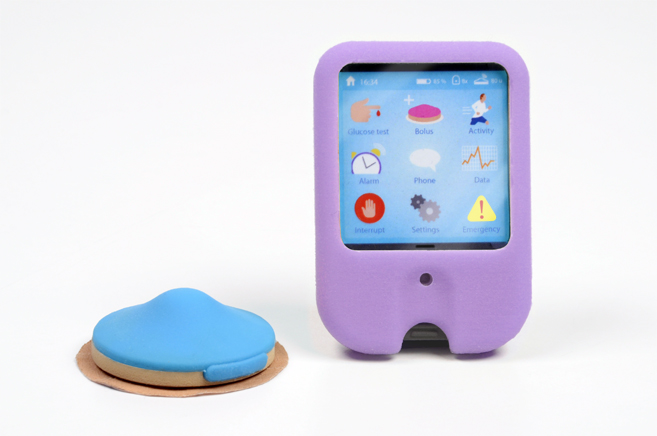 16:34
Glucose test Bolus Activity
Alarm Phone Data
Interrupt Settings Emergency